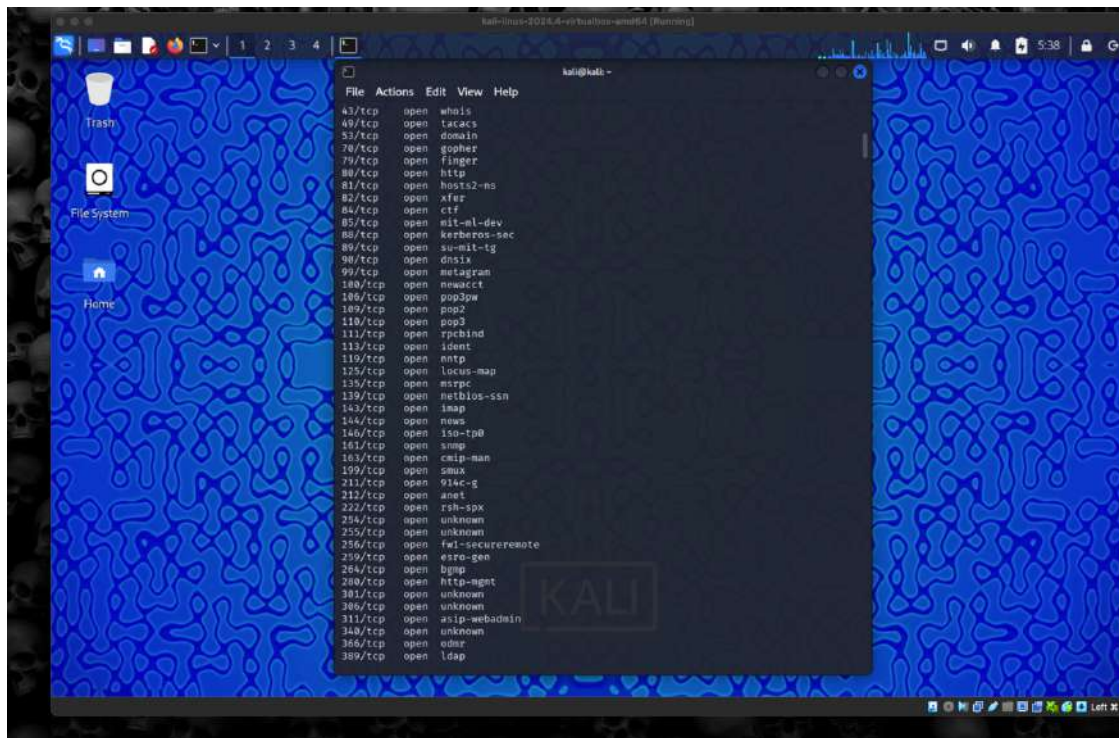 kali-linux-2024.4-virtualbox-amd64 [Running]
1 2 3 4
5:38
kali@kali: ~
File Actions Edit View Help
Trash
File System
Home
43/tcp open whois
49/tcp open tacacs
53/tcp open domain
70/tcp open gopher
79/tcp open finger
80/tcp open http
81/tcp open hosts2-ns
82/tcp open xfer
84/tcp open ctf
85/tcp open mit-ml-dev
88/tcp open kerberos-sec
89/tcp open su-mit-tg
90/tcp open dnsix
99/tcp open metagram
100/tcp open newacct
106/tcp open pop3pw
109/tcp open pop2
110/tcp open pop3
111/tcp open rpcbind
113/tcp open ident
119/tcp open nntp
125/tcp open locus-map
135/tcp open msrpc
139/tcp open netbios-ssn
143/tcp open imap
144/tcp open news
146/tcp open iso-tp0
161/tcp open snmp
163/tcp open cmip-man
199/tcp open smux
211/tcp open 914c-g
212/tcp open anet
222/tcp open rsh-spx
254/tcp open unknown
255/tcp open unknown
256/tcp open fw1-secureremote
259/tcp open esro-gen
264/tcp open bgmp
280/tcp open http-mgmt
301/tcp open unknown
306/tcp open unknown
311/tcp open asip-webadmin
340/tcp open unknown
366/tcp open odmr
389/tcp open ldap
KALI
Left ⌘